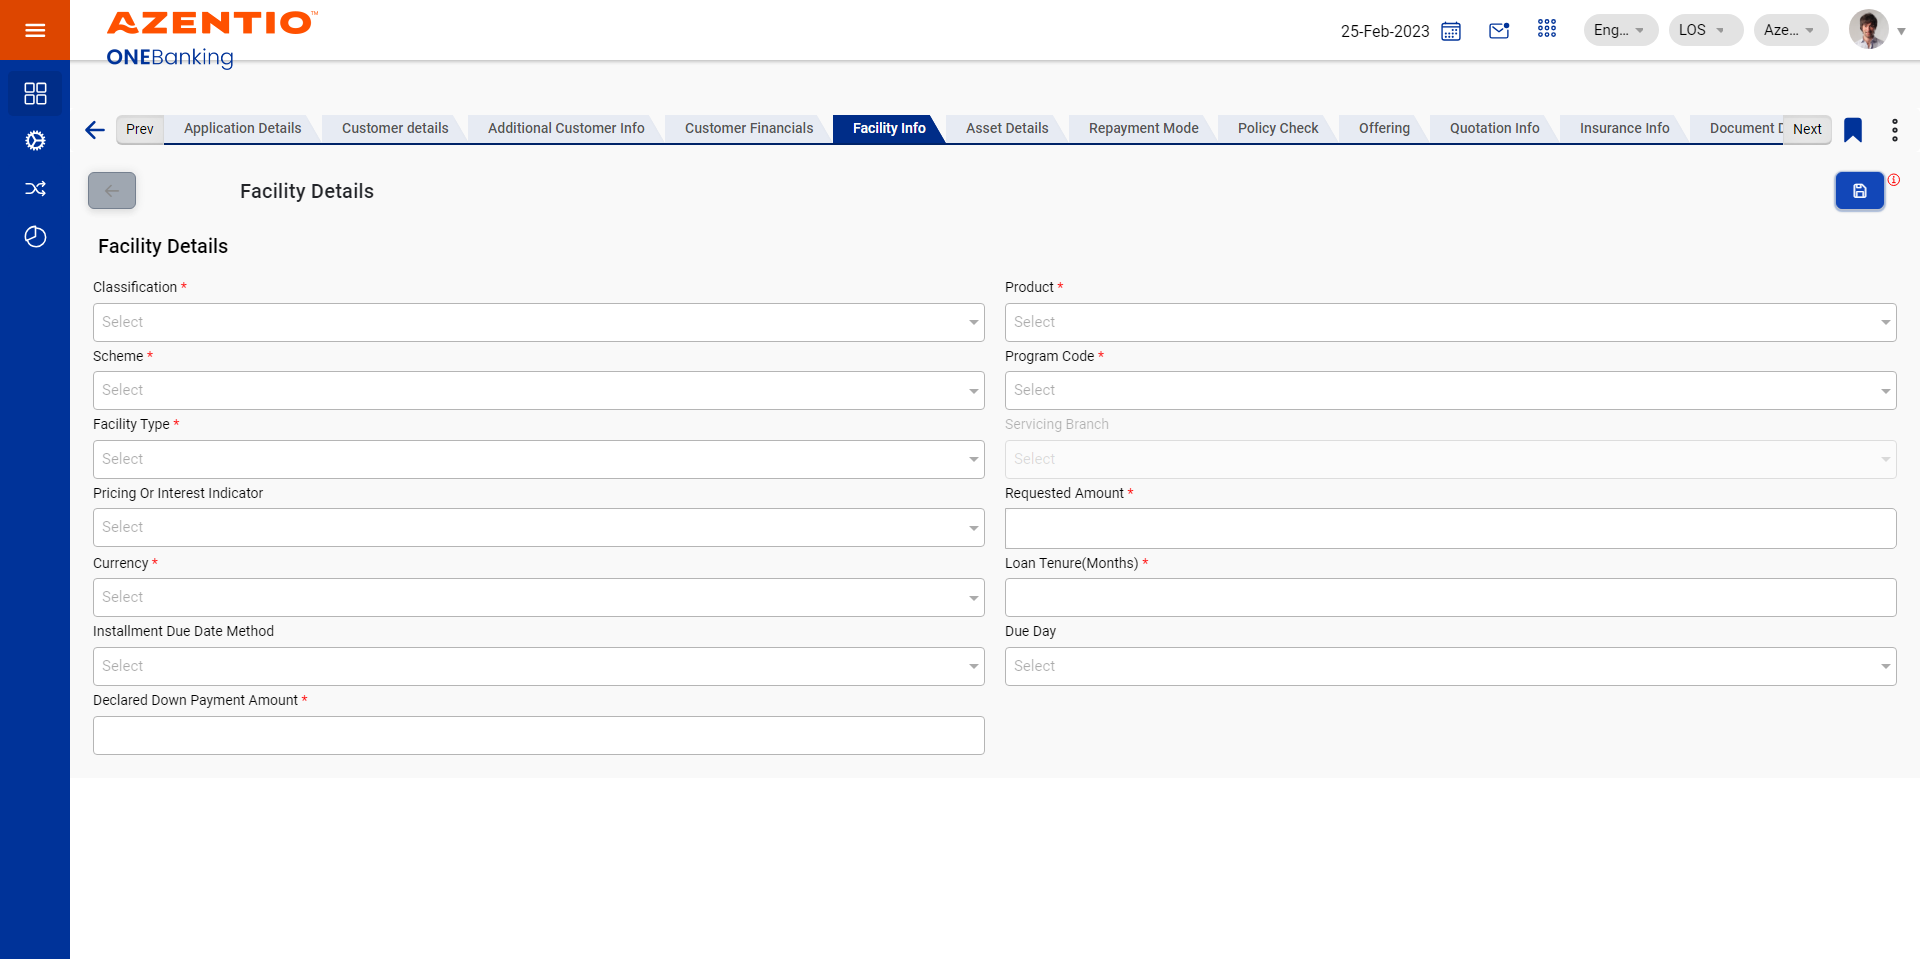 AZENTIO™
ONEBanking
25-Feb-2023
Eng...
LOS
Aze...
Prev
Application Details
Customer details
Additional Customer Info
Customer Financials
Facility Info
Asset Details
Repayment Mode
Policy Check
Offering
Quotation Info
Insurance Info
Document D
Next
Facility Details
Facility Details
Classification *
Select
Product *
Select
Scheme *
Select
Program Code *
Select
Facility Type *
Select
Servicing Branch
Select
Pricing Or Interest Indicator
Select
Requested Amount *
Currency *
Select
Loan Tenure(Months) *
Installment Due Date Method
Select
Due Day
Select
Declared Down Payment Amount *